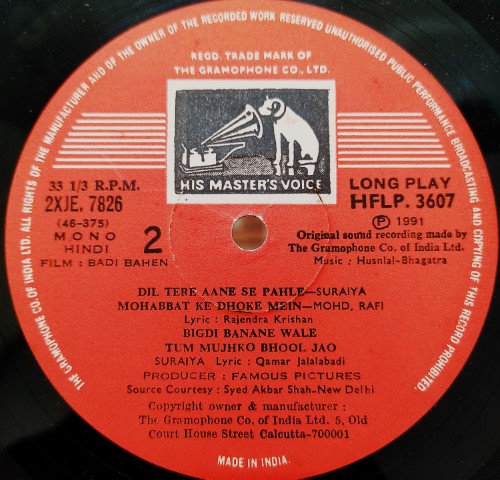 THE GRAMOPHONE CO. OF INDIA LTD. ALL RIGHTS OF THE MANUFACTURER AND OF THE OWNER OF THE RECORDED WORK RESERVED UNAUTHORISED PUBLIC PERFORMANCE BROADCASTING AND COPYING OF THIS RECORD PROHIBITED.
REGD. TRADE MARK OF
THE GRAMOPHONE CO., LTD.
HIS MASTER'S VOICE
33 1/3 R.P.M.
2XJE. 7826
(46-375)
MONO
HINDI
2
FILM : BADI BAHEN
LONG PLAY
HFLP. 3607
Ⓟ 1991
Original sound recording made by
The Gramophone Co. of India Ltd.
Music : Husnlal-Bhagatra
DIL TERE AANE SE PAHLE—SURAIYA
MOHABBAT KE DHOKE MEIN—MOHD. RAFI
Lyric : Rajendra Krishan
BIGDI BANANE WALE
TUM MUJHKO BHOOL JAO
SURAIYA Lyric : Qamar Jalalabadi
PRODUCER : FAMOUS PICTURES
Source Courtesy : Syed Akbar Shah-New Delhi
Copyright owner & manufacturer :
The Gramophone Co. of India Ltd. 5, Old
Court House Street Calcutta-700001
MADE IN INDIA.